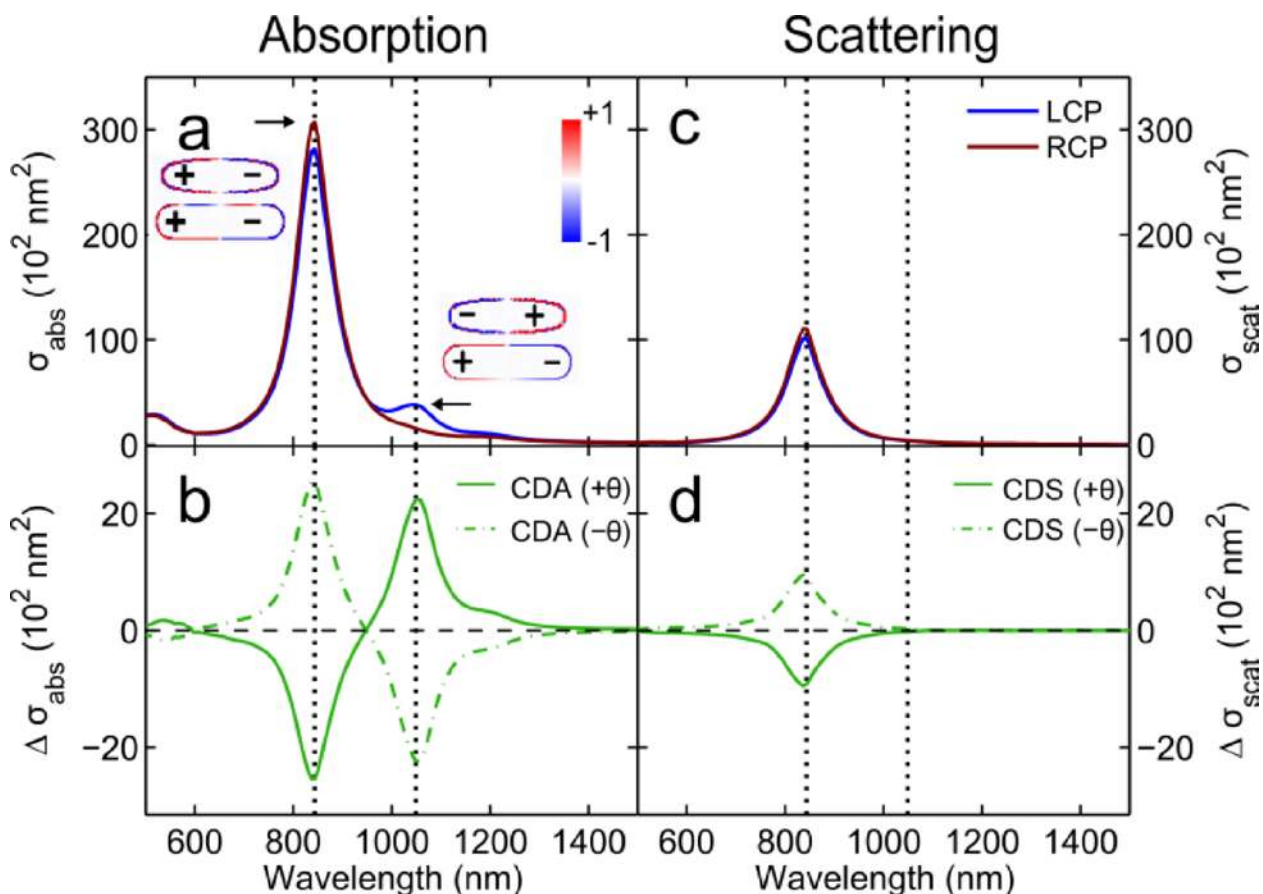 Absorption
Scattering
a
+1
-1
+ −
+ −
− +
+ −
300
200
100
0
σabs (10² nm²)
c
LCP
RCP
300
200
100
0
σscat (10² nm²)
b
CDA (+θ)
CDA (−θ)
20
0
−20
Δ σabs (10² nm²)
d
CDS (+θ)
CDS (−θ)
20
0
−20
Δ σscat (10² nm²)
600 800 1000 1200 1400
Wavelength (nm)
600 800 1000 1200 1400
Wavelength (nm)